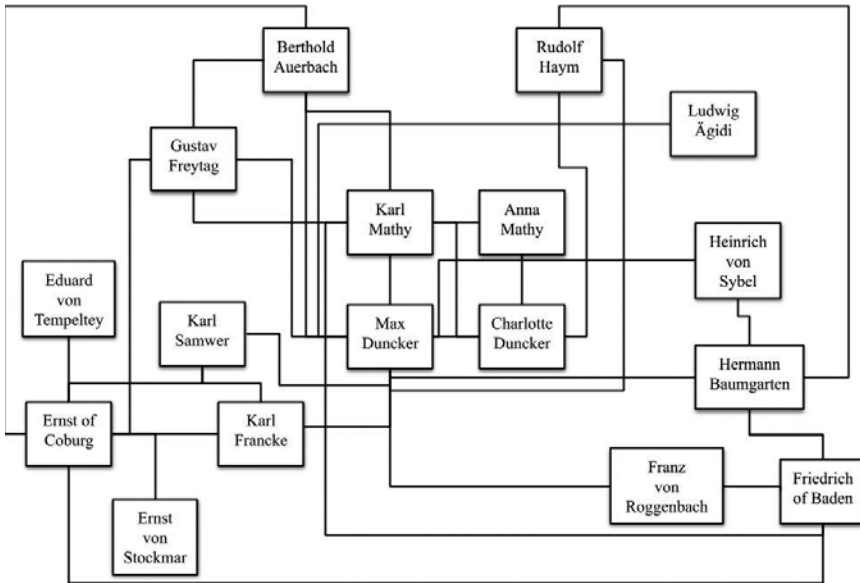 Berthold
Auerbach
Rudolf
Haym
Ludwig
Ägidi
Gustav
Freytag
Karl
Mathy
Anna
Mathy
Heinrich
von
Sybel
Eduard
von
Tempeltey
Karl
Samwer
Max
Duncker
Charlotte
Duncker
Hermann
Baumgarten
Ernst of
Coburg
Karl
Francke
Franz
von
Roggenbach
Friedrich
of Baden
Ernst
von
Stockmar